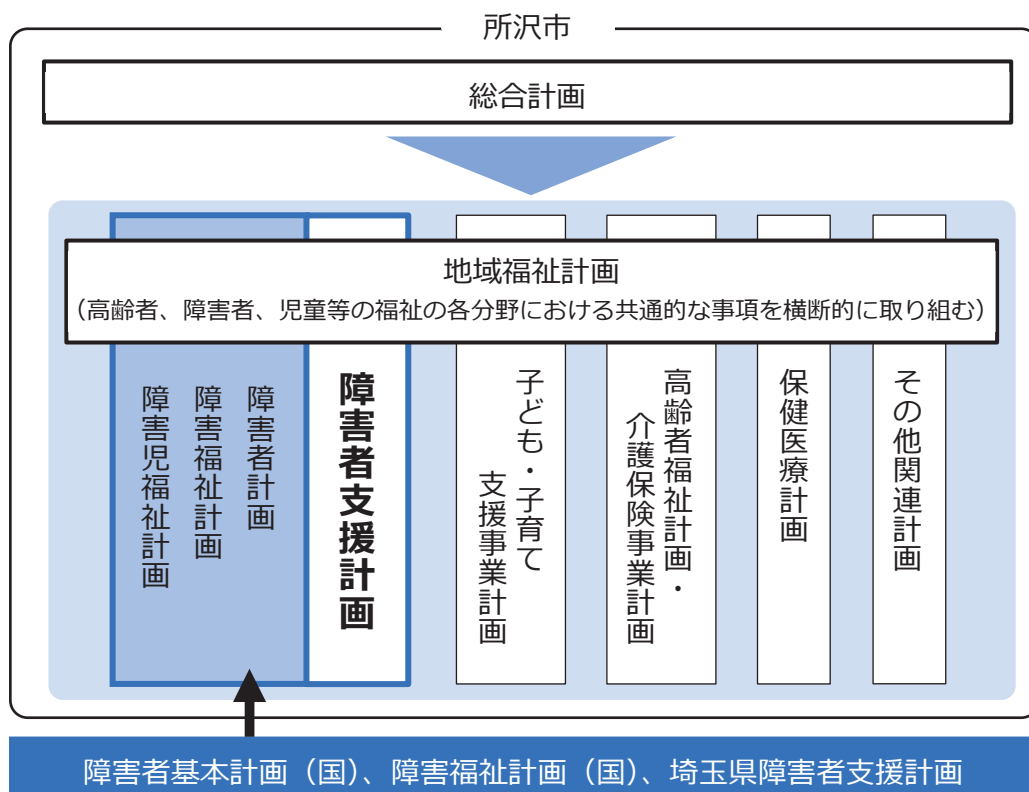 所沢市
総合計画
地域福祉計画
（高齢者、障害者、児童等の福祉の各分野における共通的な事項を横断的に取り組む）
障害者支援計画
障害者計画
障害福祉計画
障害児福祉計画
子ども・子育て
支援事業計画
高齢者福祉計画・
介護保険事業計画
保健医療計画
その他関連計画
障害者基本計画（国）、障害福祉計画（国）、埼玉県障害者支援計画